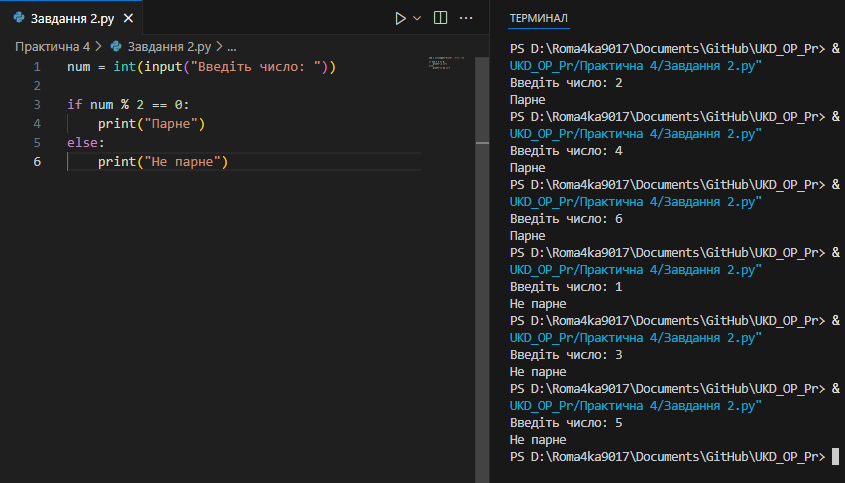 Завдання 2.py
Практична 4 > Завдання 2.py > ...
1 num = int(input("Введіть число: "))
2
3 if num % 2 == 0:
4 print("Парне")
5 else:
6 print("Не парне")
ТЕРМИНАЛ
PS D:\Roma4ka9017\Documents\GitHub\UKD_OP_Pr> &
UKD_OP_Pr/Практична 4/Завдання 2.py"
Введіть число: 2
Парне
PS D:\Roma4ka9017\Documents\GitHub\UKD_OP_Pr> &
UKD_OP_Pr/Практична 4/Завдання 2.py"
Введіть число: 4
Парне
PS D:\Roma4ka9017\Documents\GitHub\UKD_OP_Pr> &
UKD_OP_Pr/Практична 4/Завдання 2.py"
Введіть число: 6
Парне
PS D:\Roma4ka9017\Documents\GitHub\UKD_OP_Pr> &
UKD_OP_Pr/Практична 4/Завдання 2.py"
Введіть число: 1
Не парне
PS D:\Roma4ka9017\Documents\GitHub\UKD_OP_Pr> &
UKD_OP_Pr/Практична 4/Завдання 2.py"
Введіть число: 3
Не парне
PS D:\Roma4ka9017\Documents\GitHub\UKD_OP_Pr> &
UKD_OP_Pr/Практична 4/Завдання 2.py"
Введіть число: 5
Не парне
PS D:\Roma4ka9017\Documents\GitHub\UKD_OP_Pr>